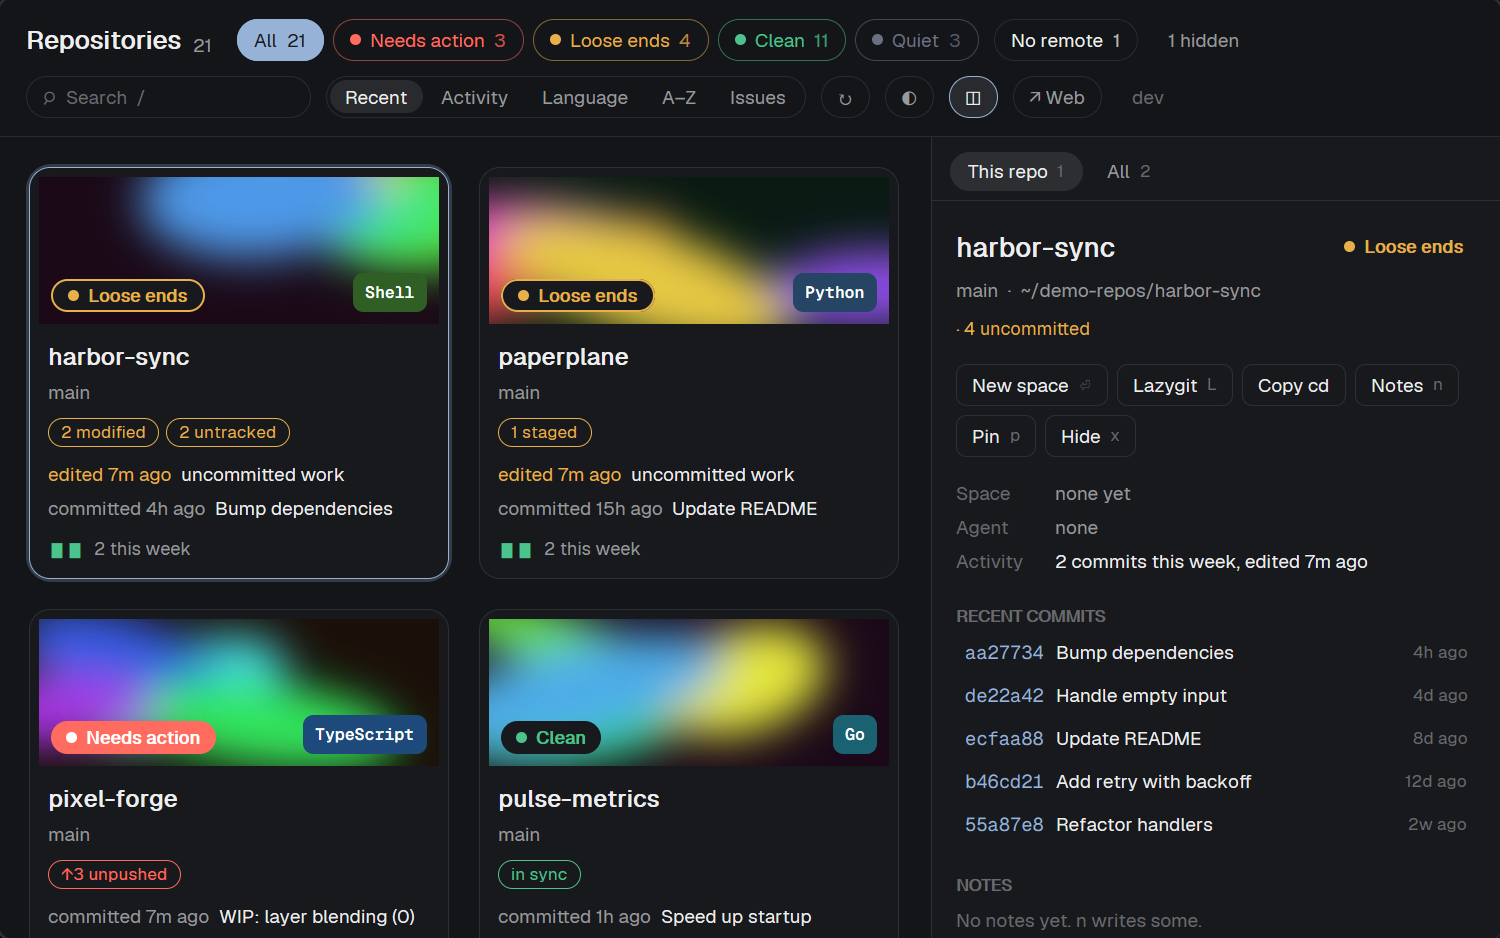 Repositories 21 All 21 Needs action 3 Loose ends 4 Clean 11 Quiet 3 No remote 1 1 hidden
Search / Recent Activity Language A–Z Issues ↻ ◐ ◫ ↗ Web dev
Loose ends Shell
harbor-sync
main
2 modified 2 untracked
edited 7m ago uncommitted work
committed 4h ago Bump dependencies
2 this week
Loose ends Python
paperplane
main
1 staged
edited 7m ago uncommitted work
committed 15h ago Update README
2 this week
Needs action TypeScript
pixel-forge
main
↑3 unpushed
committed 7m ago WIP: layer blending (0)
Clean Go
pulse-metrics
main
in sync
committed 1h ago Speed up startup
This repo 1 All 2
harbor-sync Loose ends
main · ~/demo-repos/harbor-sync
· 4 uncommitted
New space ⏎ Lazygit L Copy cd Notes n
Pin p Hide x
Space none yet
Agent none
Activity 2 commits this week, edited 7m ago
RECENT COMMITS
aa27734 Bump dependencies 4h ago
de22a42 Handle empty input 4d ago
ecfaa88 Update README 8d ago
b46cd21 Add retry with backoff 12d ago
55a87e8 Refactor handlers 2w ago
NOTES
No notes yet. n writes some.